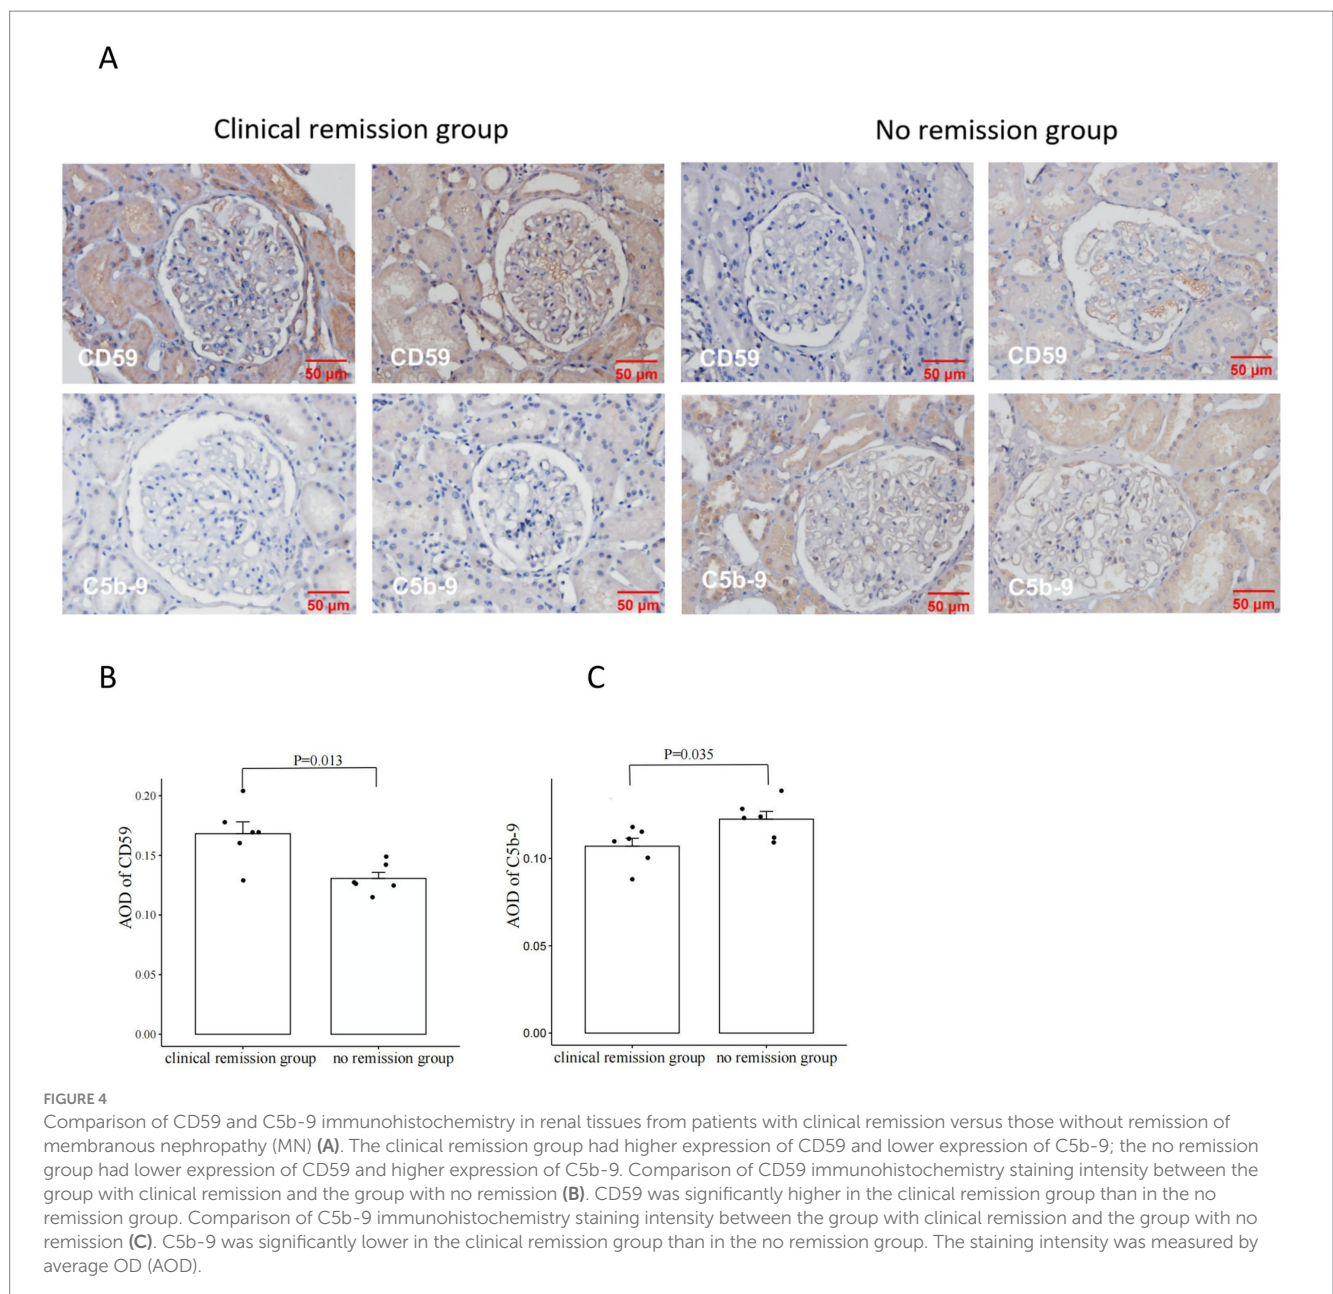 A
Clinical remission group
No remission group
CD59
50 µm
CD59
50 µm
CD59
50 µm
CD59
50 µm
C5b-9
50 µm
C5b-9
50 µm
C5b-9
50 µm
C5b-9
50 µm
B
P=0.013
AOD of CD59
0.20
0.15
0.10
0.05
0.00
clinical remission group
no remission group
C
P=0.035
AOD of C5b-9
0.10
0.05
0.00
clinical remission group
no remission group
FIGURE 4
Comparison of CD59 and C5b-9 immunohistochemistry in renal tissues from patients with clinical remission versus those without remission of
membranous nephropathy (MN) (A). The clinical remission group had higher expression of CD59 and lower expression of C5b-9; the no remission
group had lower expression of CD59 and higher expression of C5b-9. Comparison of CD59 immunohistochemistry staining intensity between the
group with clinical remission and the group with no remission (B). CD59 was significantly higher in the clinical remission group than in the no
remission group. Comparison of C5b-9 immunohistochemistry staining intensity between the group with clinical remission and the group with no
remission (C). C5b-9 was significantly lower in the clinical remission group than in the no remission group. The staining intensity was measured by
average OD (AOD).